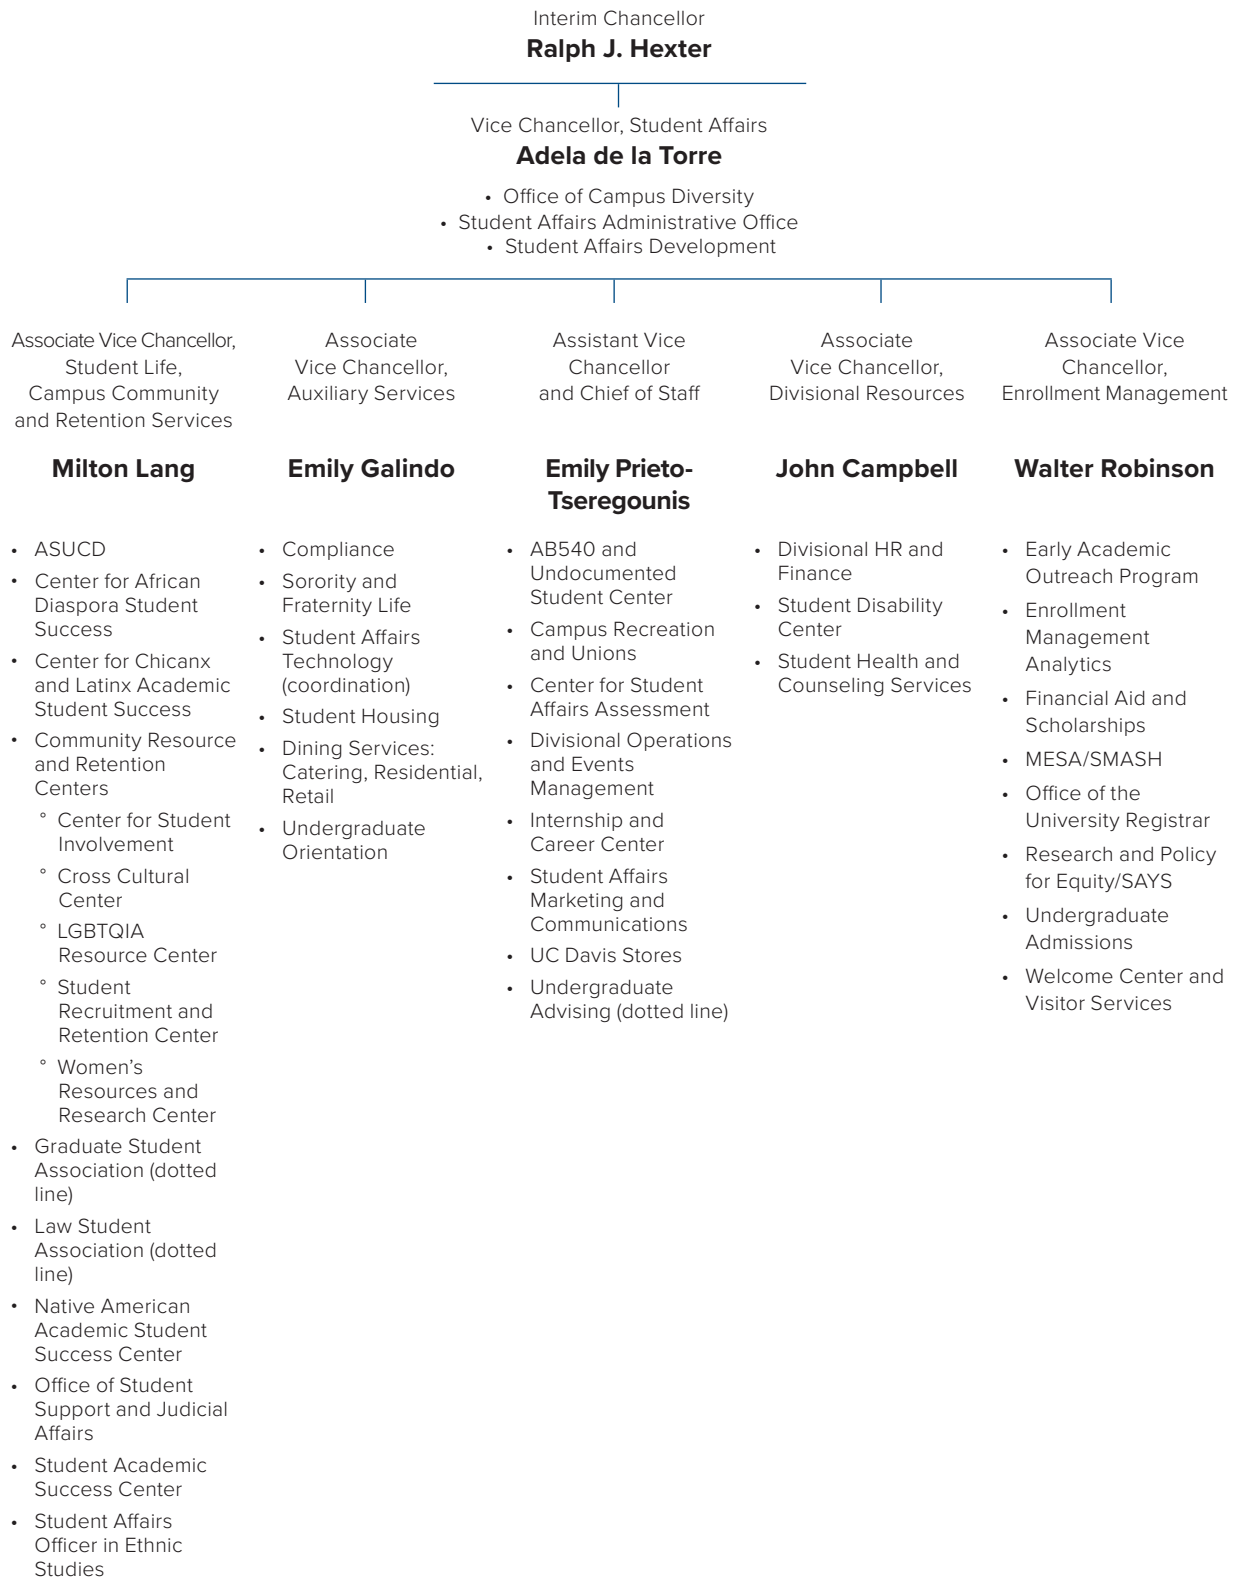 Interim Chancellor
Ralph J. Hexter
Vice Chancellor, Student Affairs
Adela de la Torre
• Office of Campus Diversity
• Student Affairs Administrative Office
• Student Affairs Development
Associate Vice Chancellor,
Student Life,
Campus Community
and Retention Services
Milton Lang
• ASUCD
• Center for African
Diaspora Student
Success
• Center for Chicanx
and Latinx Academic
Student Success
• Community Resource
and Retention
Centers
° Center for Student
Involvement
° Cross Cultural
Center
° LGBTQIA
Resource Center
° Student
Recruitment and
Retention Center
° Women’s
Resources and
Research Center
• Graduate Student
Association (dotted
line)
• Law Student
Association (dotted
line)
• Native American
Academic Student
Success Center
• Office of Student
Support and Judicial
Affairs
• Student Academic
Success Center
• Student Affairs
Officer in Ethnic
Studies
Associate
Vice Chancellor,
Auxiliary Services
Emily Galindo
• Compliance
• Sorority and
Fraternity Life
• Student Affairs
Technology
(coordination)
• Student Housing
• Dining Services:
Catering, Residential,
Retail
• Undergraduate
Orientation
Assistant Vice
Chancellor
and Chief of Staff
Emily Prieto-
Tseregounis
• AB540 and
Undocumented
Student Center
• Campus Recreation
and Unions
• Center for Student
Affairs Assessment
• Divisional Operations
and Events
Management
• Internship and
Career Center
• Student Affairs
Marketing and
Communications
• UC Davis Stores
• Undergraduate
Advising (dotted line)
Associate
Vice Chancellor,
Divisional Resources
John Campbell
• Divisional HR and
Finance
• Student Disability
Center
• Student Health and
Counseling Services
Associate Vice
Chancellor,
Enrollment Management
Walter Robinson
• Early Academic
Outreach Program
• Enrollment
Management
Analytics
• Financial Aid and
Scholarships
• MESA/SMASH
• Office of the
University Registrar
• Research and Policy
for Equity/SAYS
• Undergraduate
Admissions
• Welcome Center and
Visitor Services